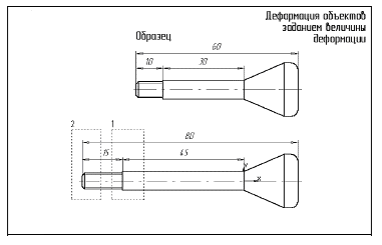 Деформация объектов
заданием величины
деформации
Образец
60
10 30
2 1
80
15 45
Y
X